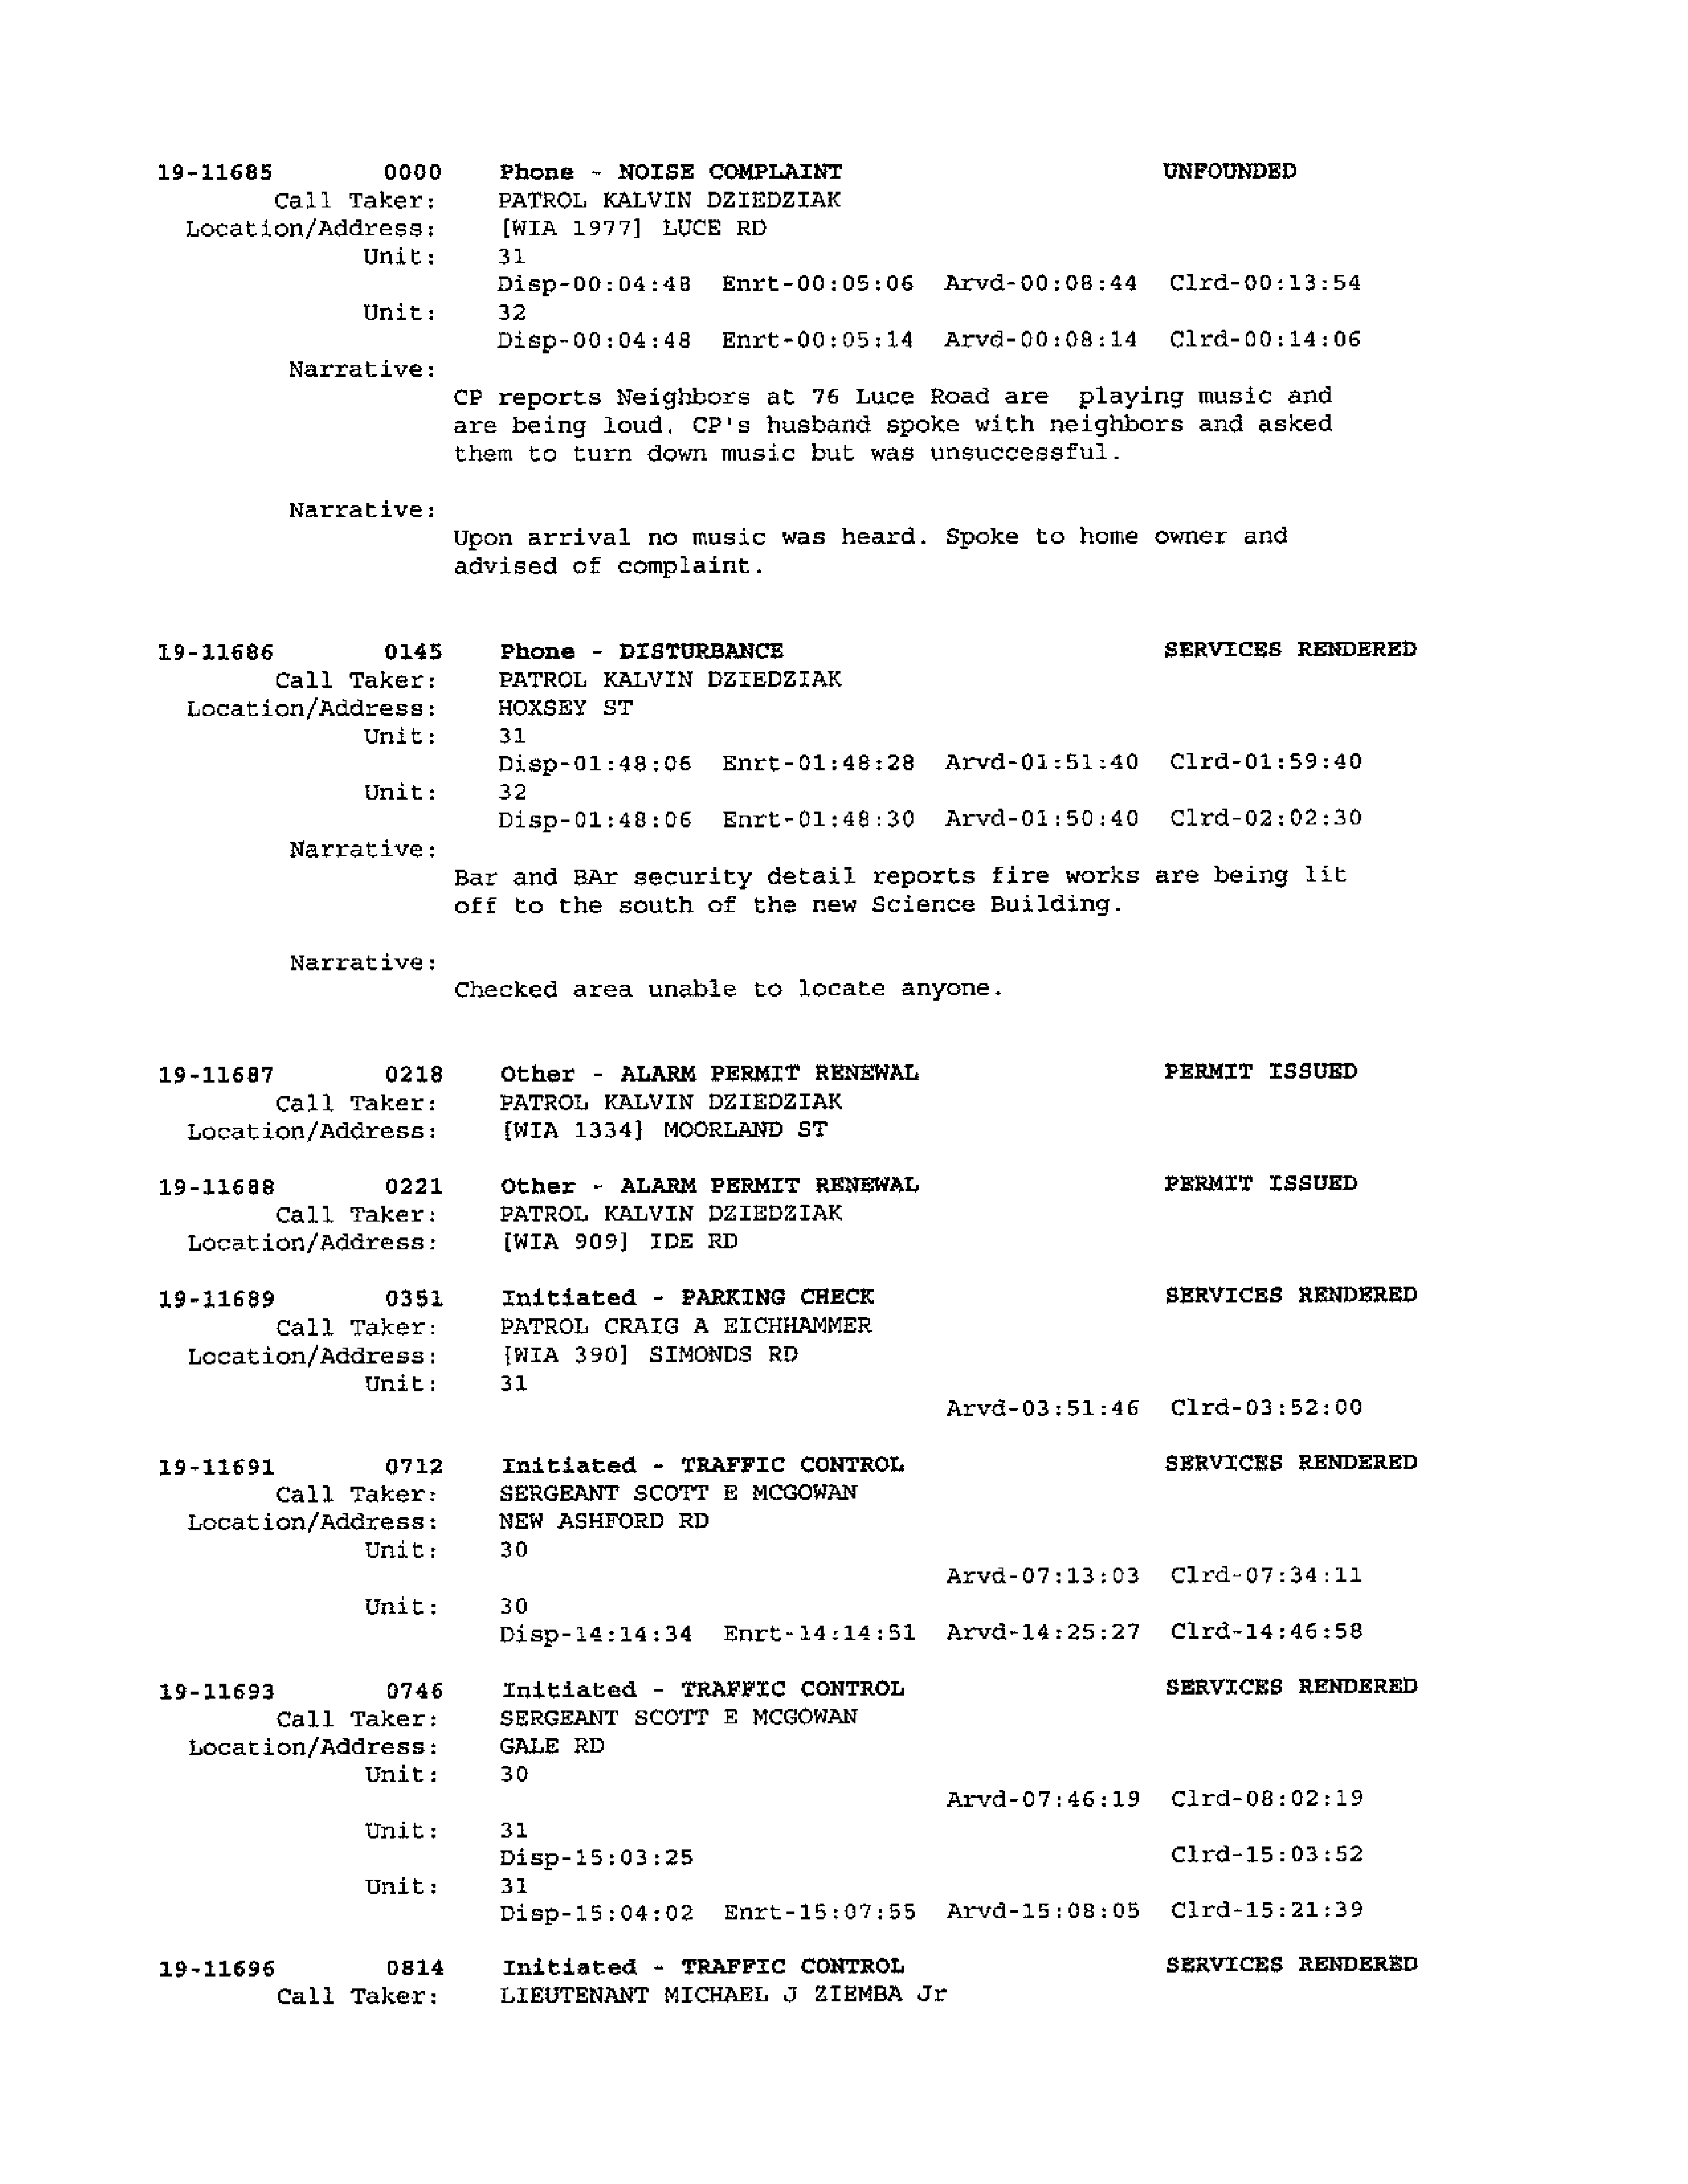 19-11685 0000 Phone - NOISE COMPLAINT UNFOUNDED
Call Taker: PATROL KALVIN DZIEDZIAK
Location/Address: [WIA 1977] LUCE RD
Unit: 31
Disp-00:04:48 Enrt-00:05:06 Arvd-00:08:44 Clrd-00:13:54
Unit: 32
Disp-00:04:48 Enrt-00:05:14 Arvd-00:08:14 Clrd-00:14:06
Narrative:
CP reports Neighbors at 76 Luce Road are playing music and
are being loud. CP's husband spoke with neighbors and asked
them to turn down music but was unsuccessful.
Narrative:
Upon arrival no music was heard. Spoke to home owner and
advised of complaint.
19-11686 0145 Phone - DISTURBANCE SERVICES RENDERED
Call Taker: PATROL KALVIN DZIEDZIAK
Location/Address: HOXSEY ST
Unit: 31
Disp-01:48:06 Enrt-01:48:28 Arvd-01:51:40 Clrd-01:59:40
Unit: 32
Disp-01:48:06 Enrt-01:48:30 Arvd-01:50:40 Clrd-02:02:30
Narrative:
Bar and BAr security detail reports fire works are being lit
off to the south of the new Science Building.
Narrative:
Checked area unable to locate anyone.
19-11687 0218 Other - ALARM PERMIT RENEWAL PERMIT ISSUED
Call Taker: PATROL KALVIN DZIEDZIAK
Location/Address: [WIA 1334] MOORLAND ST
19-11688 0221 Other - ALARM PERMIT RENEWAL PERMIT ISSUED
Call Taker: PATROL KALVIN DZIEDZIAK
Location/Address: [WIA 909] IDE RD
19-11689 0351 Initiated - PARKING CHECK SERVICES RENDERED
Call Taker: PATROL CRAIG A EICHHAMMER
Location/Address: [WIA 390] SIMONDS RD
Unit: 31
Arvd-03:51:46 Clrd-03:52:00
19-11691 0712 Initiated - TRAFFIC CONTROL SERVICES RENDERED
Call Taker: SERGEANT SCOTT E MCGOWAN
Location/Address: NEW ASHFORD RD
Unit: 30
Arvd-07:13:03 Clrd-07:34:11
Unit: 30
Disp-14:14:34 Enrt-14:14:51 Arvd-14:25:27 Clrd-14:46:58
19-11693 0746 Initiated - TRAFFIC CONTROL SERVICES RENDERED
Call Taker: SERGEANT SCOTT E MCGOWAN
Location/Address: GALE RD
Unit: 30
Arvd-07:46:19 Clrd-08:02:19
Unit: 31
Disp-15:03:25 Clrd-15:03:52
Unit: 31
Disp-15:04:02 Enrt-15:07:55 Arvd-15:08:05 Clrd-15:21:39
19-11696 0814 Initiated - TRAFFIC CONTROL SERVICES RENDERED
Call Taker: LIEUTENANT MICHAEL J ZIEMBA Jr